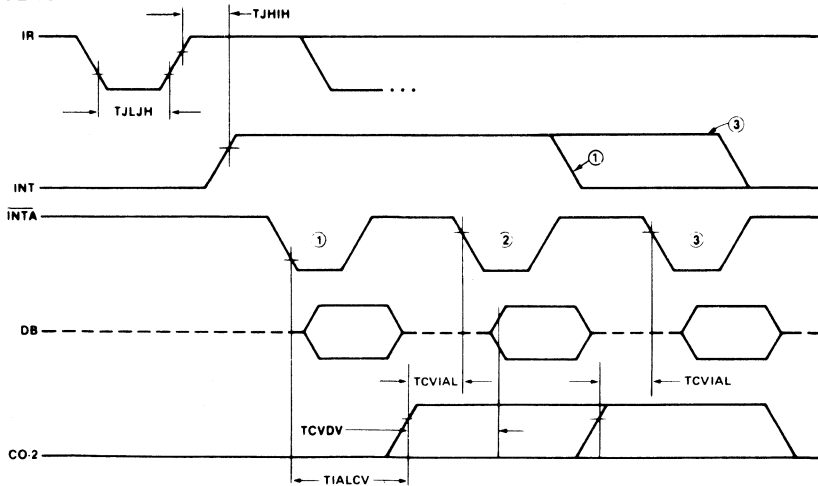 TJHIH
IR
...
TJLJH
③
①
INT
INTA
① ② ③
DB
TCVIAL TCVIAL
TCVDV
CO-2
TIALCV